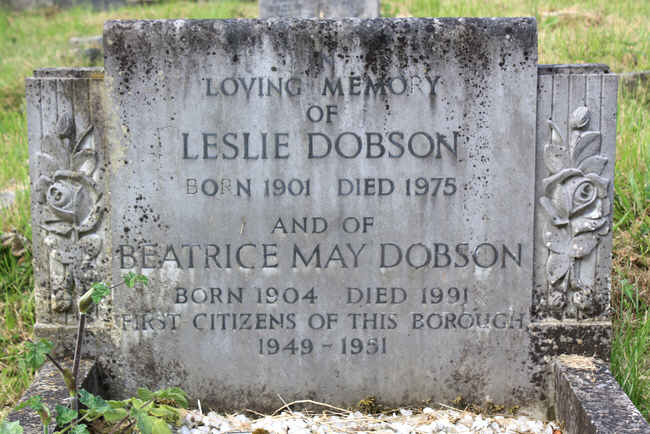 IN
LOVING MEMORY
OF
LESLIE DOBSON
BORN 1901 DIED 1975
AND OF
BEATRICE MAY DOBSON
BORN 1904 DIED 1991
FIRST CITIZENS OF THIS BOROUGH
1949 - 1951